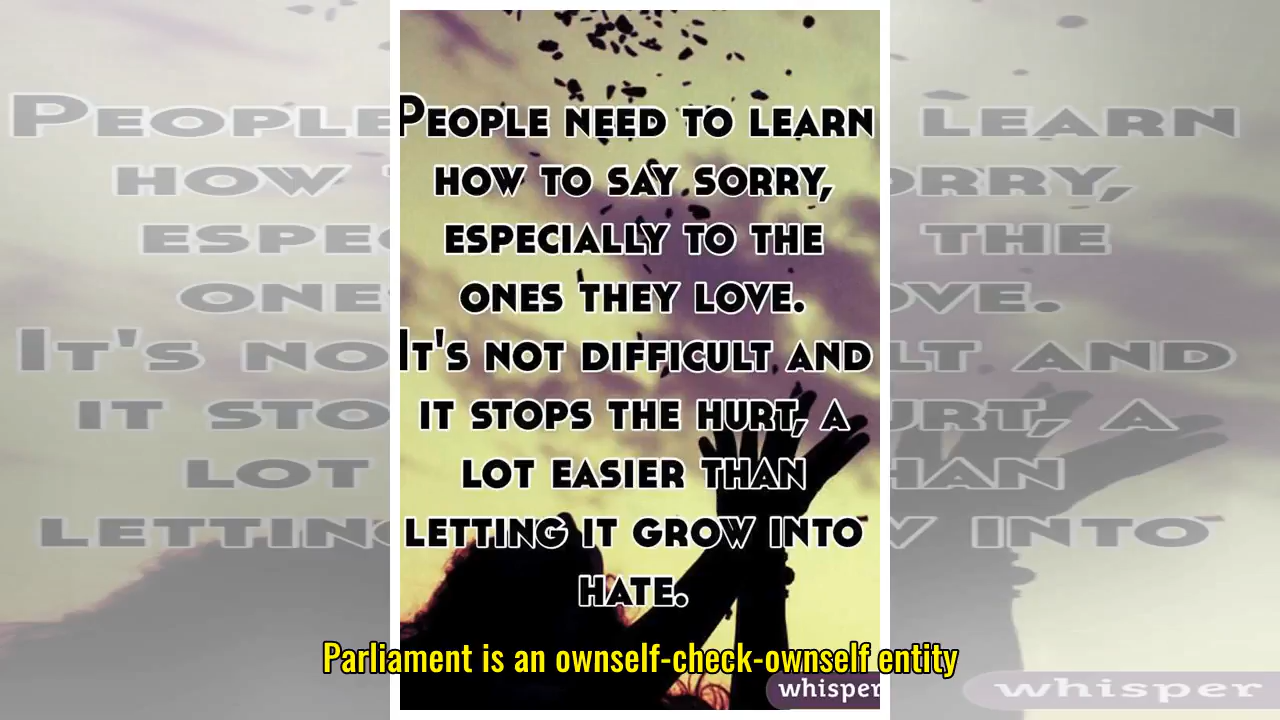 People need to learn
how to say sorry,
especially to the
ones they love.
It's not difficult and
it stops the hurt, a
lot easier than
letting it grow into
hate.
Parliament is an ownself-check-ownself entity
whisper